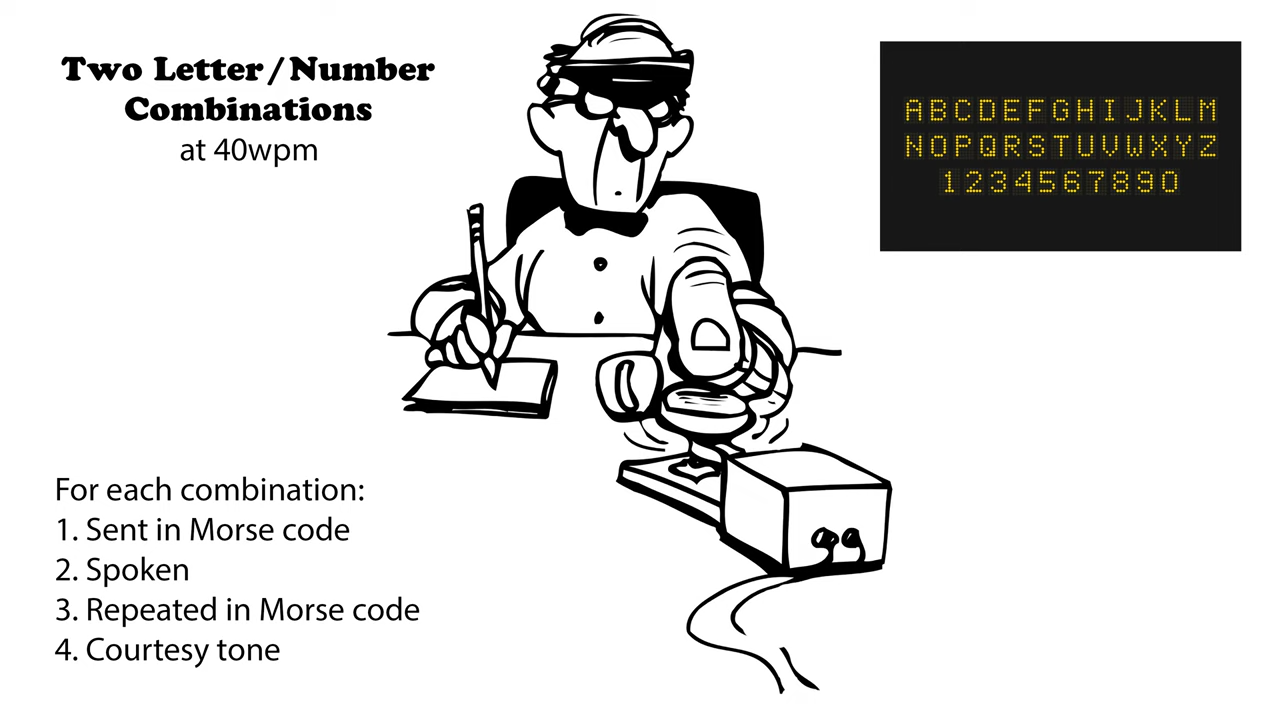 Two Letter/Number
Combinations
at 40wpm
ABCDEFGHIJKLM
NOPQRSTUVWXYZ
1234567890
For each combination:
1. Sent in Morse code
2. Spoken
3. Repeated in Morse code
4. Courtesy tone